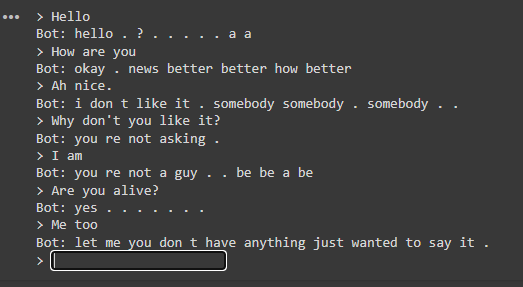 > Hello
Bot: hello . ? . . . . . a a
> How are you
Bot: okay . news better better how better
> Ah nice.
Bot: i don t like it . somebody somebody . somebody . .
> Why don't you like it?
Bot: you re not asking .
> I am
Bot: you re not a guy . . be be a be
> Are you alive?
Bot: yes . . . . . . .
> Me too
Bot: let me you don t have anything just wanted to say it .
>